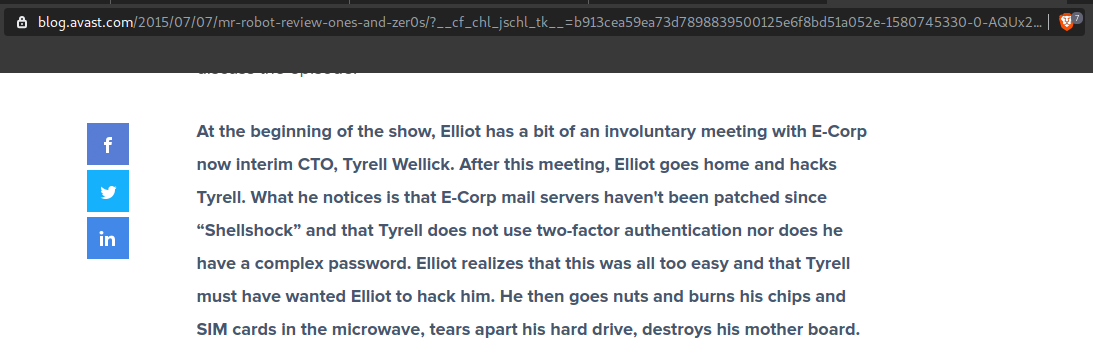 blog.avast.com/2015/07/07/mr-robot-review-ones-and-zer0s/?__cf_chl_jschl_tk__=b913cea59ea73d7898839500125e6f8bd51a052e-1580745330-0-AQUx2...
7
discuss the episode.
f
At the beginning of the show, Elliot has a bit of an involuntary meeting with E-Corp
now interim CTO, Tyrell Wellick. After this meeting, Elliot goes home and hacks
Tyrell. What he notices is that E-Corp mail servers haven't been patched since
“Shellshock” and that Tyrell does not use two-factor authentication nor does he
in
have a complex password. Elliot realizes that this was all too easy and that Tyrell
must have wanted Elliot to hack him. He then goes nuts and burns his chips and
SIM cards in the microwave, tears apart his hard drive, destroys his mother board.